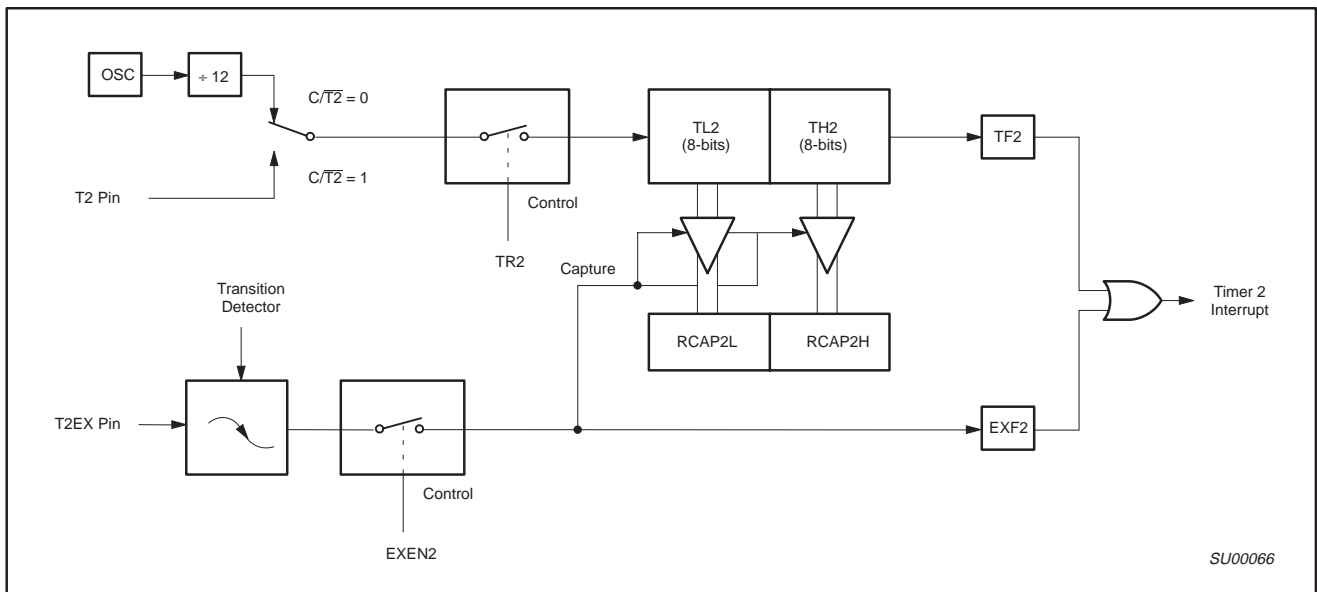 OSC
÷ 12
C/T2 = 0
C/T2 = 1
T2 Pin
Control
TR2
TL2
(8-bits)
TH2
(8-bits)
TF2
Capture
RCAP2L
RCAP2H
Timer 2
Interrupt
Transition
Detector
T2EX Pin
Control
EXEN2
EXF2
SU00066